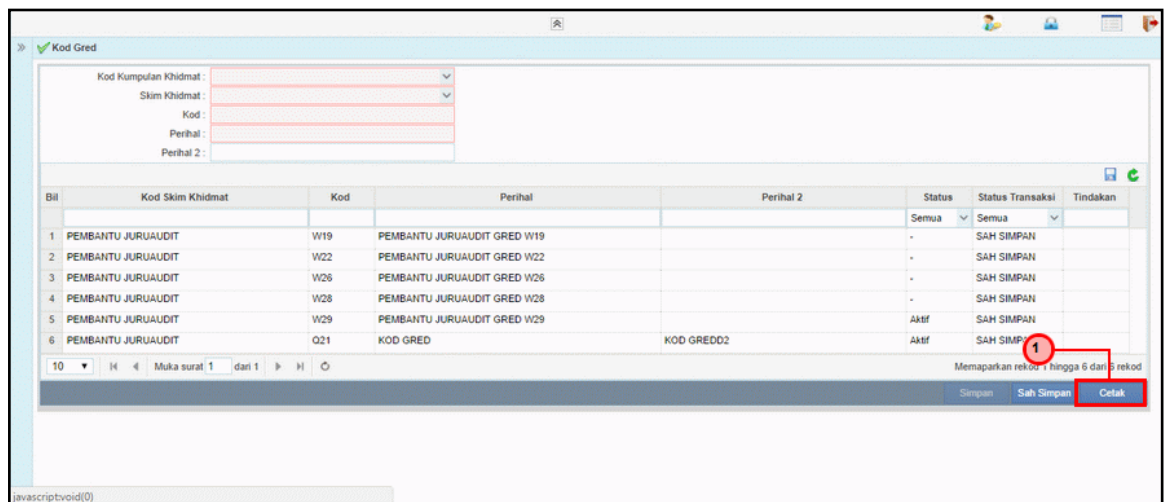 Kod Gred
Kod Kumpulan Khidmat :
Skim Khidmat :
Kod :
Perihal :
Perihal 2 :
Bil Kod Skim Khidmat Kod Perihal Perihal 2 Status Status Transaksi Tindakan
Semua Semua
1 PEMBANTU JURUAUDIT W19 PEMBANTU JURUAUDIT GRED W19 - SAH SIMPAN
2 PEMBANTU JURUAUDIT W22 PEMBANTU JURUAUDIT GRED W22 - SAH SIMPAN
3 PEMBANTU JURUAUDIT W26 PEMBANTU JURUAUDIT GRED W26 - SAH SIMPAN
4 PEMBANTU JURUAUDIT W28 PEMBANTU JURUAUDIT GRED W28 - SAH SIMPAN
5 PEMBANTU JURUAUDIT W29 PEMBANTU JURUAUDIT GRED W29 Aktif SAH SIMPAN
6 PEMBANTU JURUAUDIT Q21 KOD GRED KOD GREDD2 Aktif SAH
1
10 Muka surat 1 dari 1 Memaparkan rekod 1 hingga 6 dari 6 rekod
Simpan Sah Simpan Cetak
javascript:void(0)